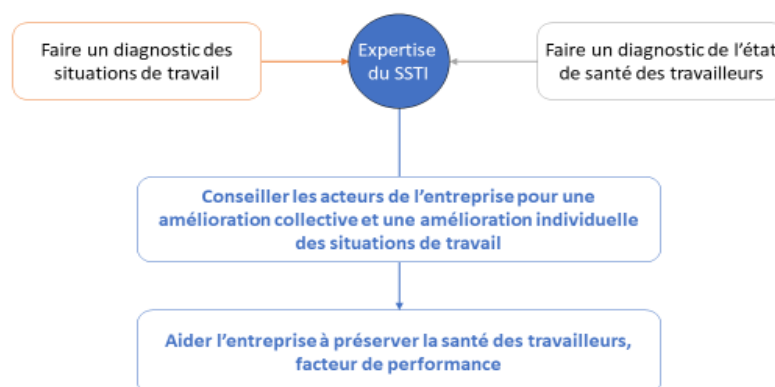 Faire un diagnostic des
situations de travail
Expertise
du SSTI
Faire un diagnostic de l'état
de santé des travailleurs
Conseiller les acteurs de l'entreprise pour une
amélioration collective et une amélioration individuelle
des situations de travail
Aider l'entreprise à préserver la santé des travailleurs,
facteur de performance